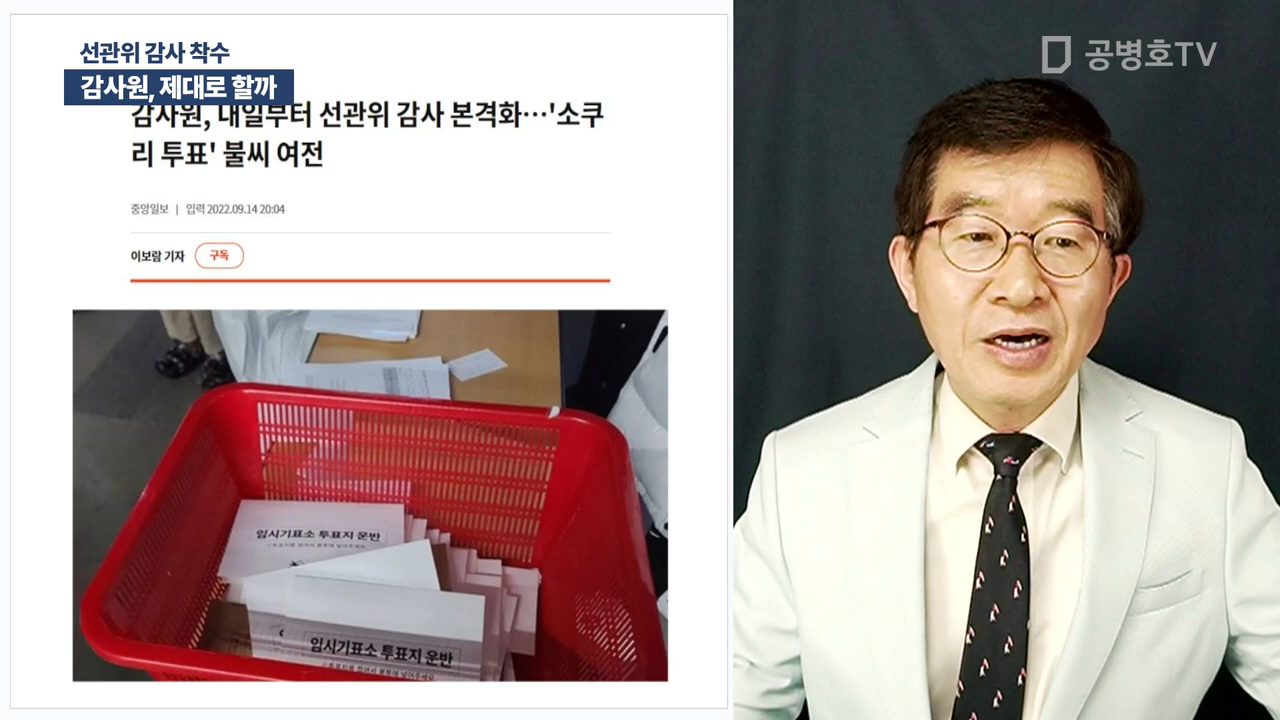 선관위 감사 착수
감사원, 제대로 할까
공병호TV
감사원, 내일부터 선관위 감사 본격화…'소쿠
리 투표' 불씨 여전
중앙일보 | 입력 2022.09.14 20:04
이보람 기자 구독
임시기표소 투표지 운반
임시기표소 투표지 운반